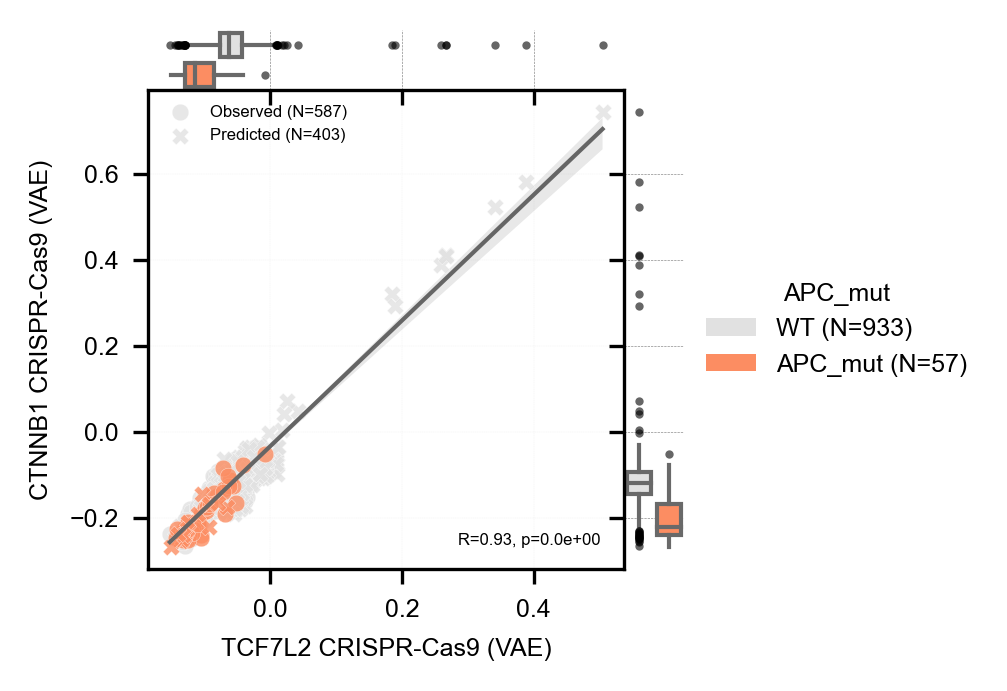 Observed (N=587)
Predicted (N=403)
0.6
0.4
0.2
0.0
−0.2
CTNNB1 CRISPR-Cas9 (VAE)
R=0.93, p=0.0e+00
0.0
0.2
0.4
TCF7L2 CRISPR-Cas9 (VAE)
APC_mut
WT (N=933)
APC_mut (N=57)